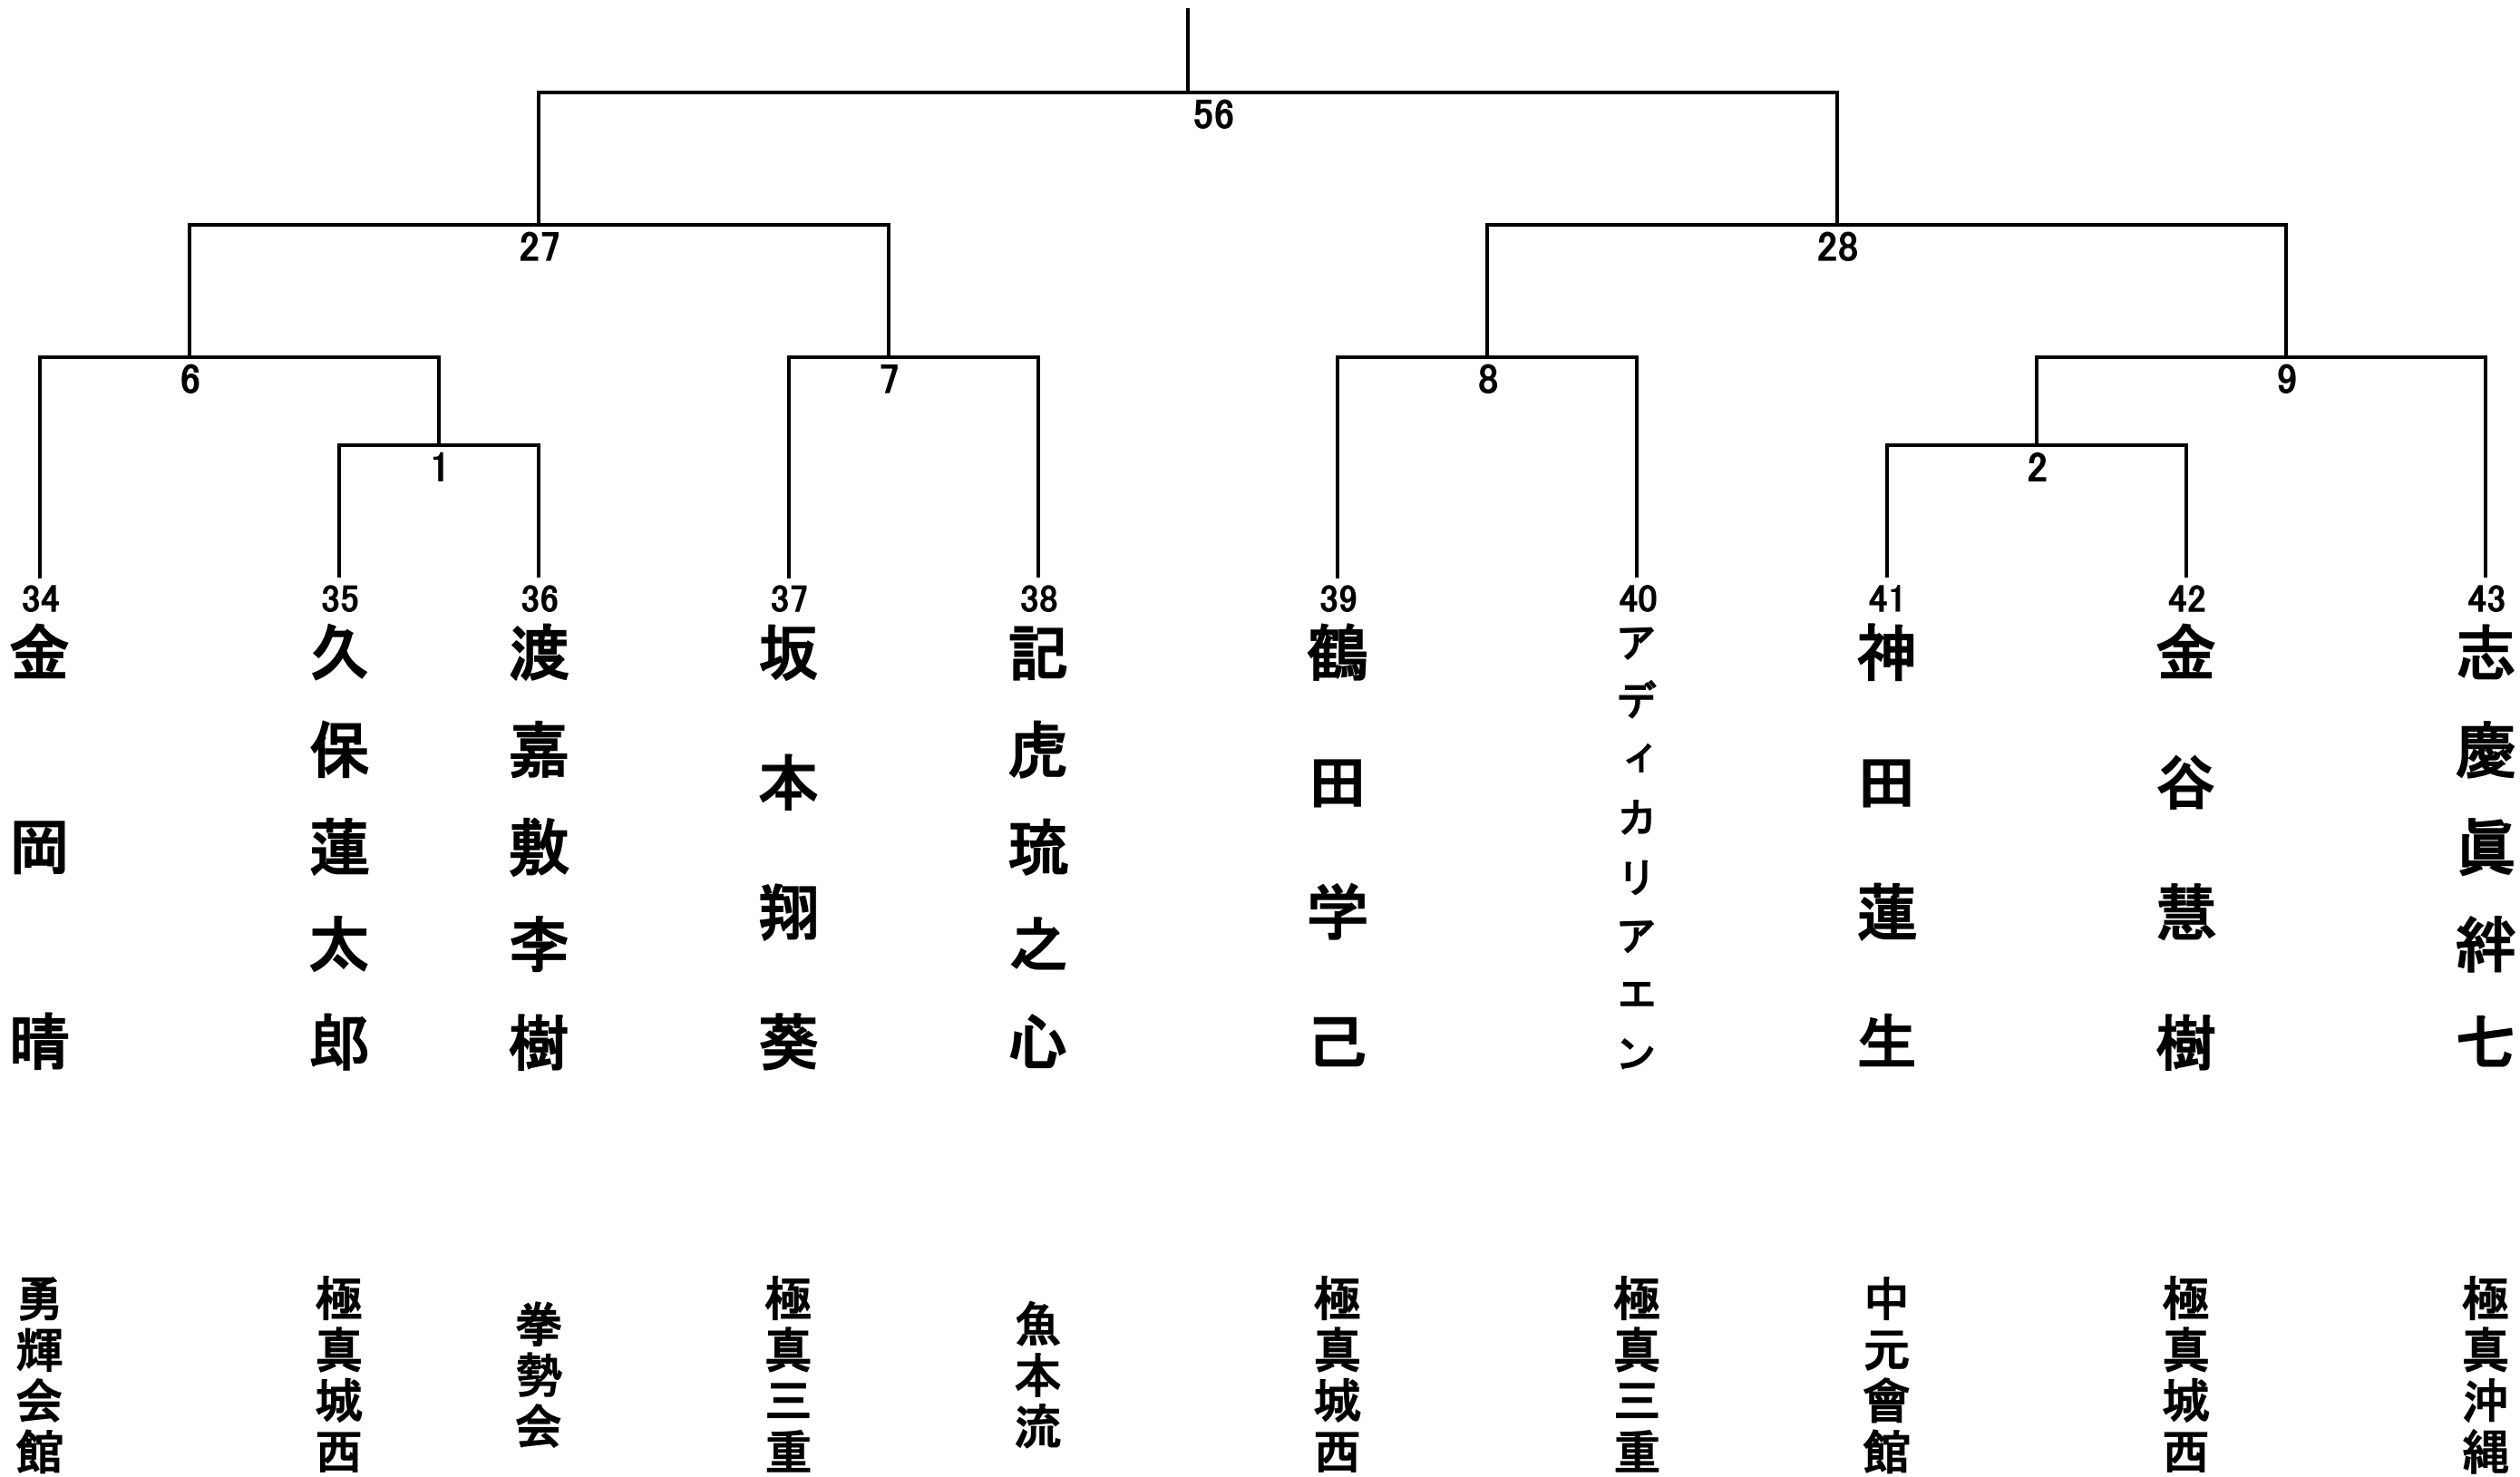 56
27
28
6
7
8
9
1
2
34
35
36
37
38
39
40
41
42
43
金岡晴
久保蓮太郎
渡嘉敷李樹
坂本翔葵
記虎琉之心
鶴田学己
アディカリアエン
神田蓮生
金谷慧樹
志慶眞絆七
勇輝会館
極真城西
拳勢会
極真三重
魚本流
極真城西
極真三重
中元會館
極真城西
極真沖縄